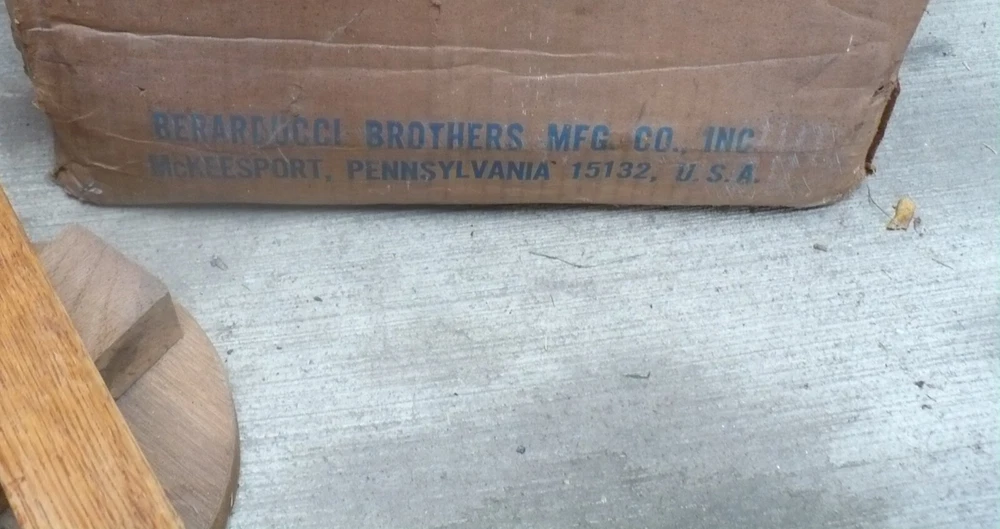 BERARDUCCI BROTHERS MFG. CO., INC
McKEESPORT, PENNSYLVANIA 15132, U.S.A.